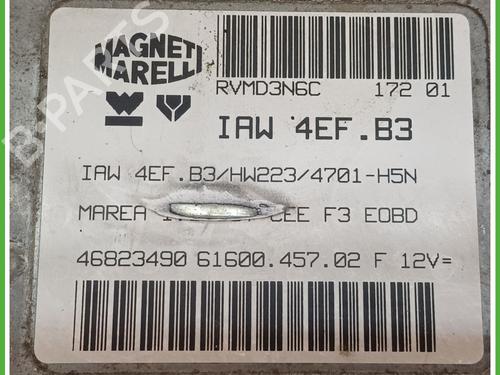 MAGNETI
MARELLI
RVMD3N6C 172 01
IAW 4EF.B3
IAW 4EF.B3/HW223/4701-H5N
MAREA CEE F3 EOBD
46823490 61600.457.02 F 12V=
B-PARTS